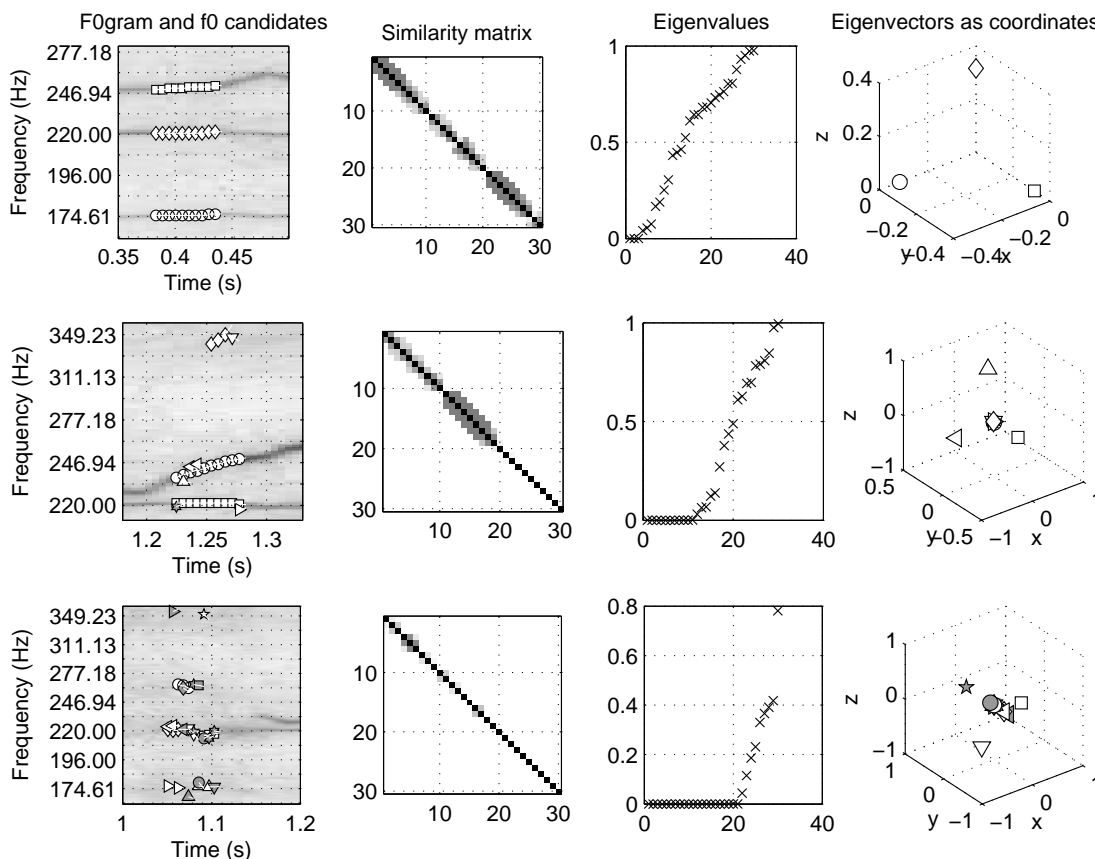 F0gram and f0 candidates
Similarity matrix
Eigenvalues
Eigenvectors as coordinates
Frequency (Hz)
277.18
246.94
220.00
196.00
174.61
0.35 0.4 0.45
Time (s)
10
20
30
10 20 30
1
0.5
0
0 20 40
z
0.4
0.2
0
0
−0.2
−0.4
y
−0.4
−0.2
0
x
Frequency (Hz)
349.23
311.13
277.18
246.94
220.00
1.2 1.25 1.3
Time (s)
10
20
30
10 20 30
1
0.5
0
0 20 40
z
1
0
−1
0.5
0
−0.5
y
−1
0
x
Frequency (Hz)
349.23
311.13
277.18
246.94
220.00
196.00
174.61
1 1.1 1.2
Time (s)
10
20
30
10 20 30
0.8
0.6
0.4
0.2
0
0 20 40
z
1
0
−1
1
0
−1
y
−1
0
x